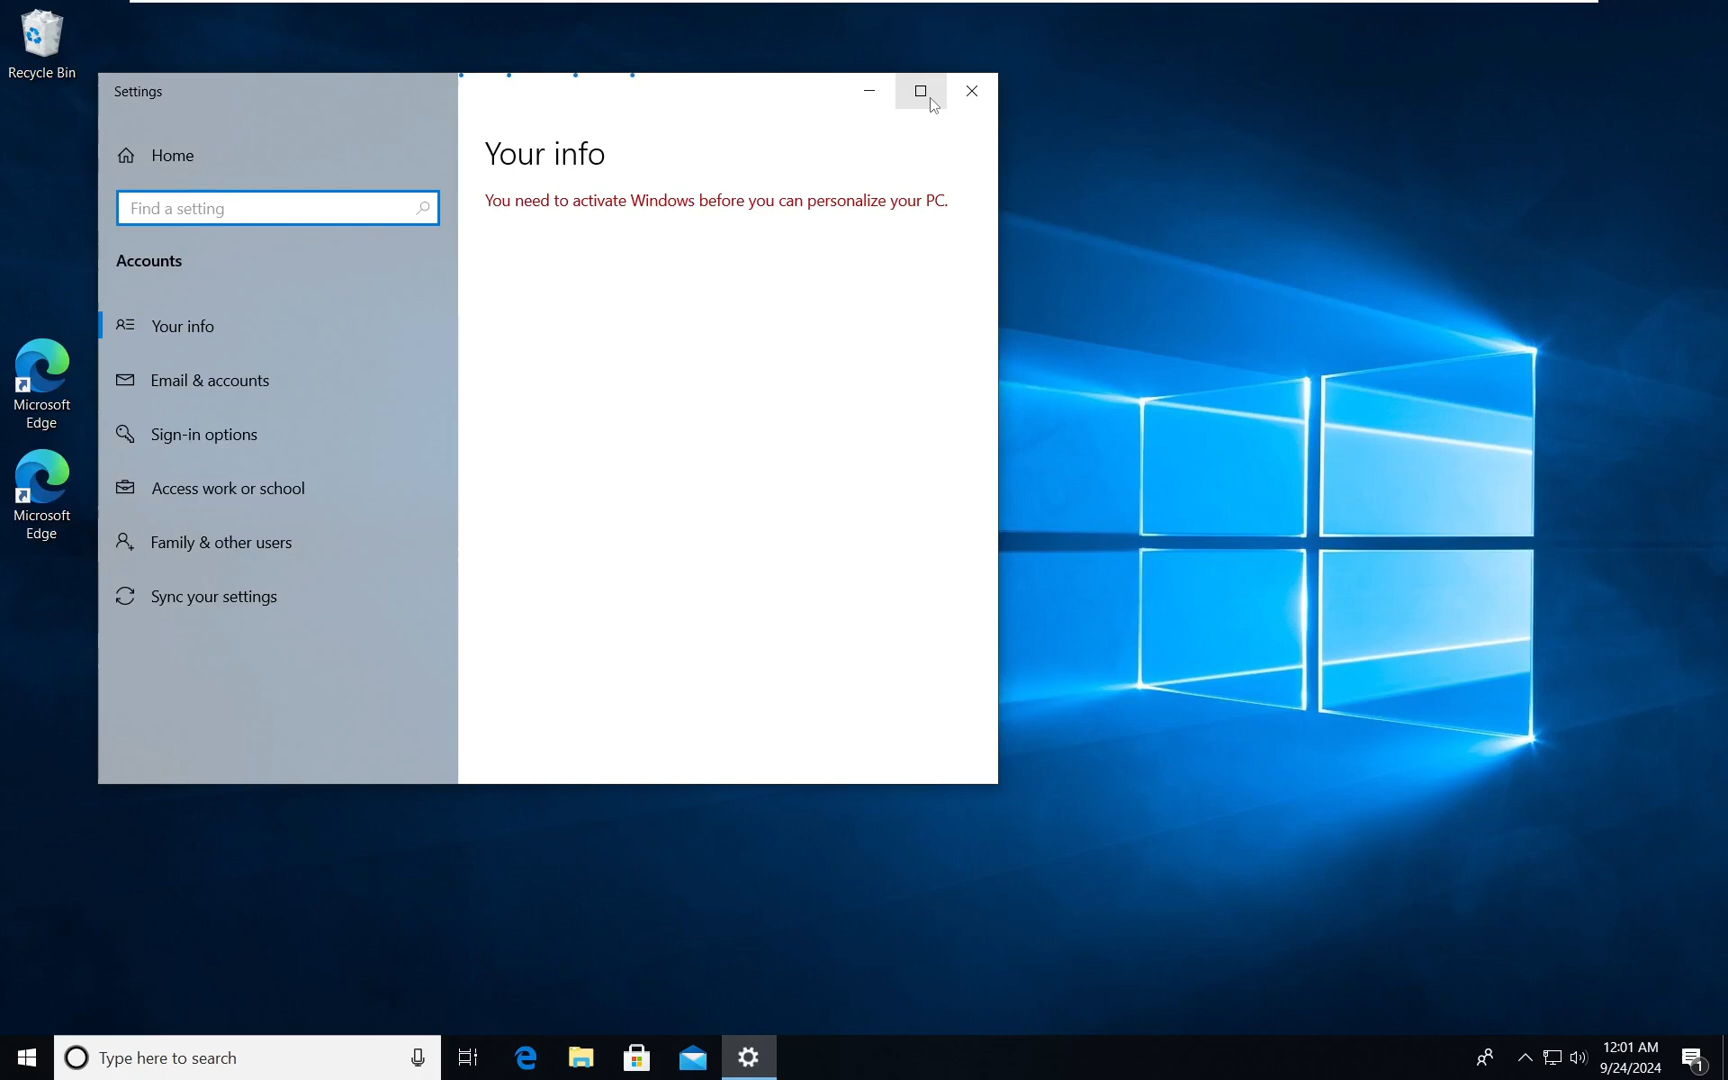 Recycle Bin
Settings
Home
Find a setting
Accounts
Your info
Email & accounts
Sign-in options
Access work or school
Family & other users
Sync your settings
Your info
You need to activate Windows before you can personalize your PC.
Microsoft
Edge
Microsoft
Edge
Type here to search
12:01 AM
9/24/2024
1